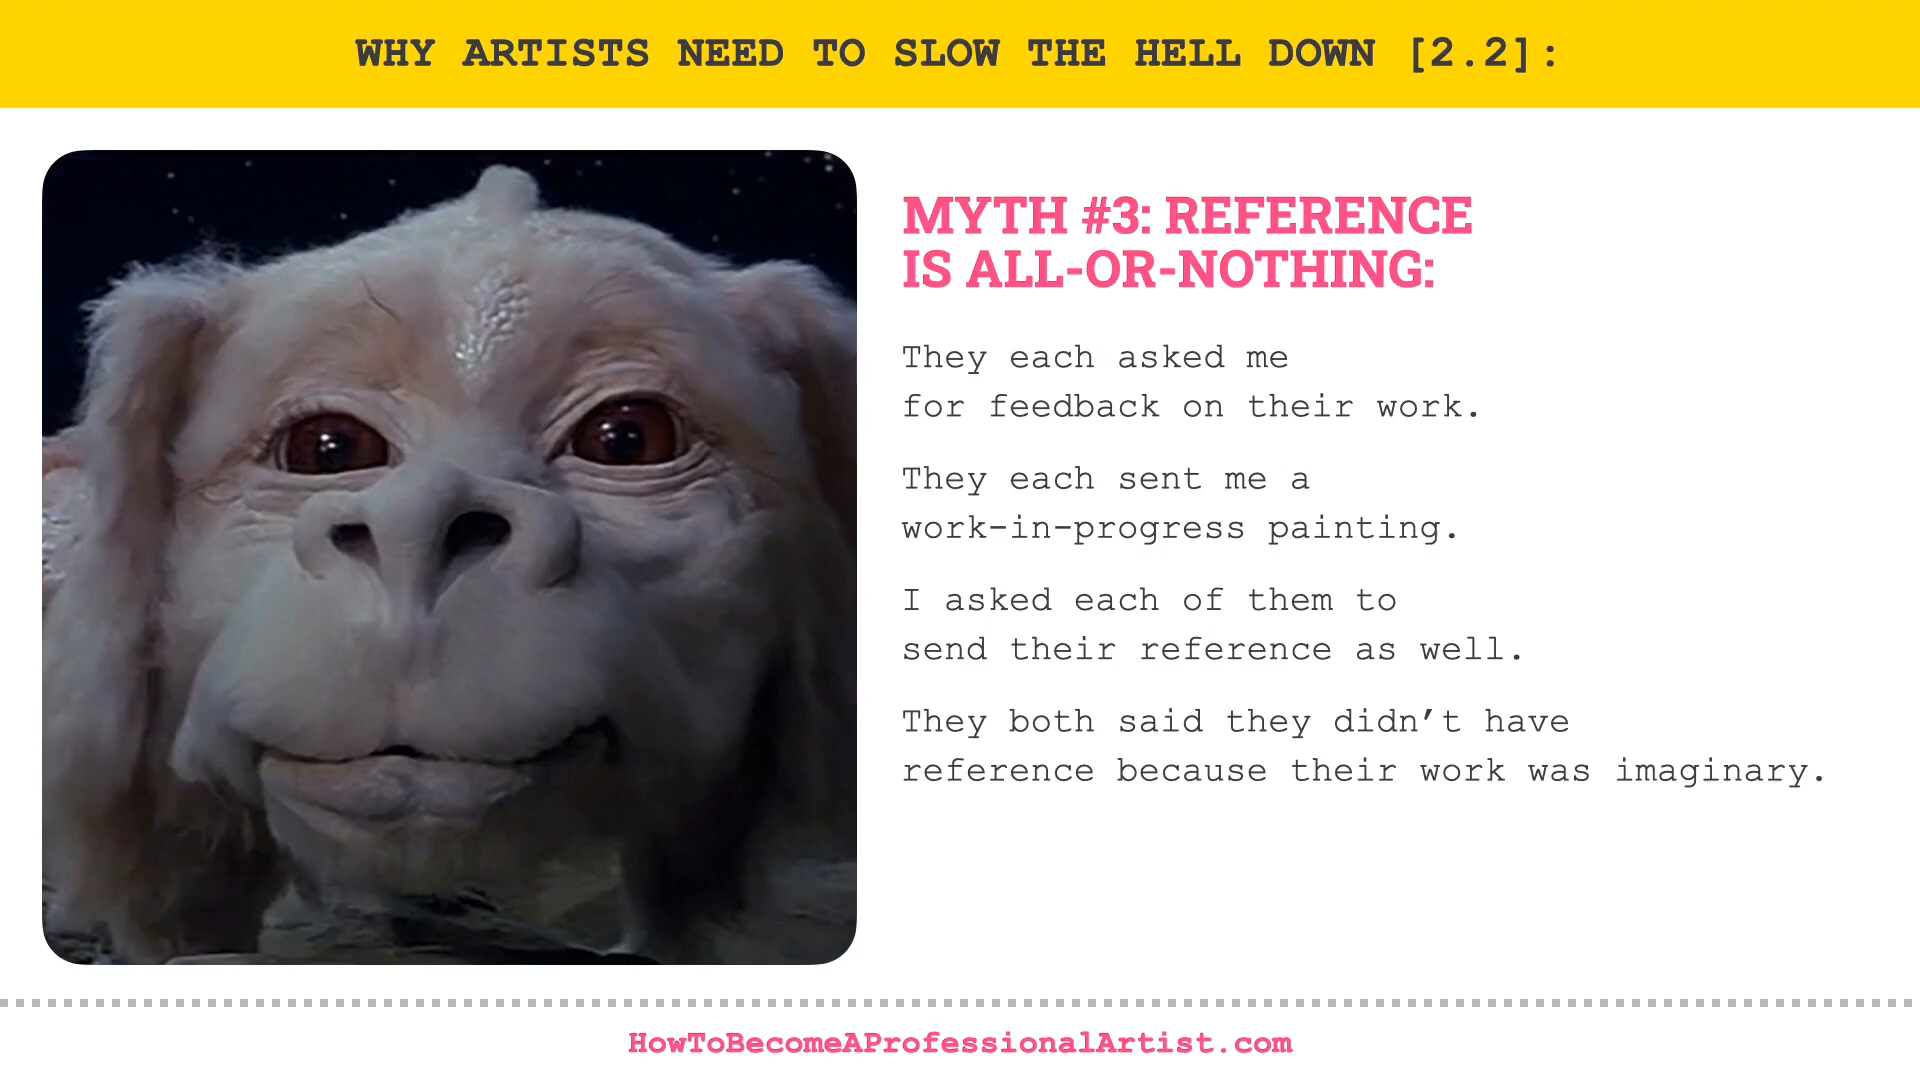 WHY ARTISTS NEED TO SLOW THE HELL DOWN [2.2]:
MYTH #3: REFERENCE
IS ALL-OR-NOTHING:
They each asked me
for feedback on their work.
They each sent me a
work-in-progress painting.
I asked each of them to
send their reference as well.
They both said they didn’t have
reference because their work was imaginary.
HowToBecomeAProfessionalArtist.com